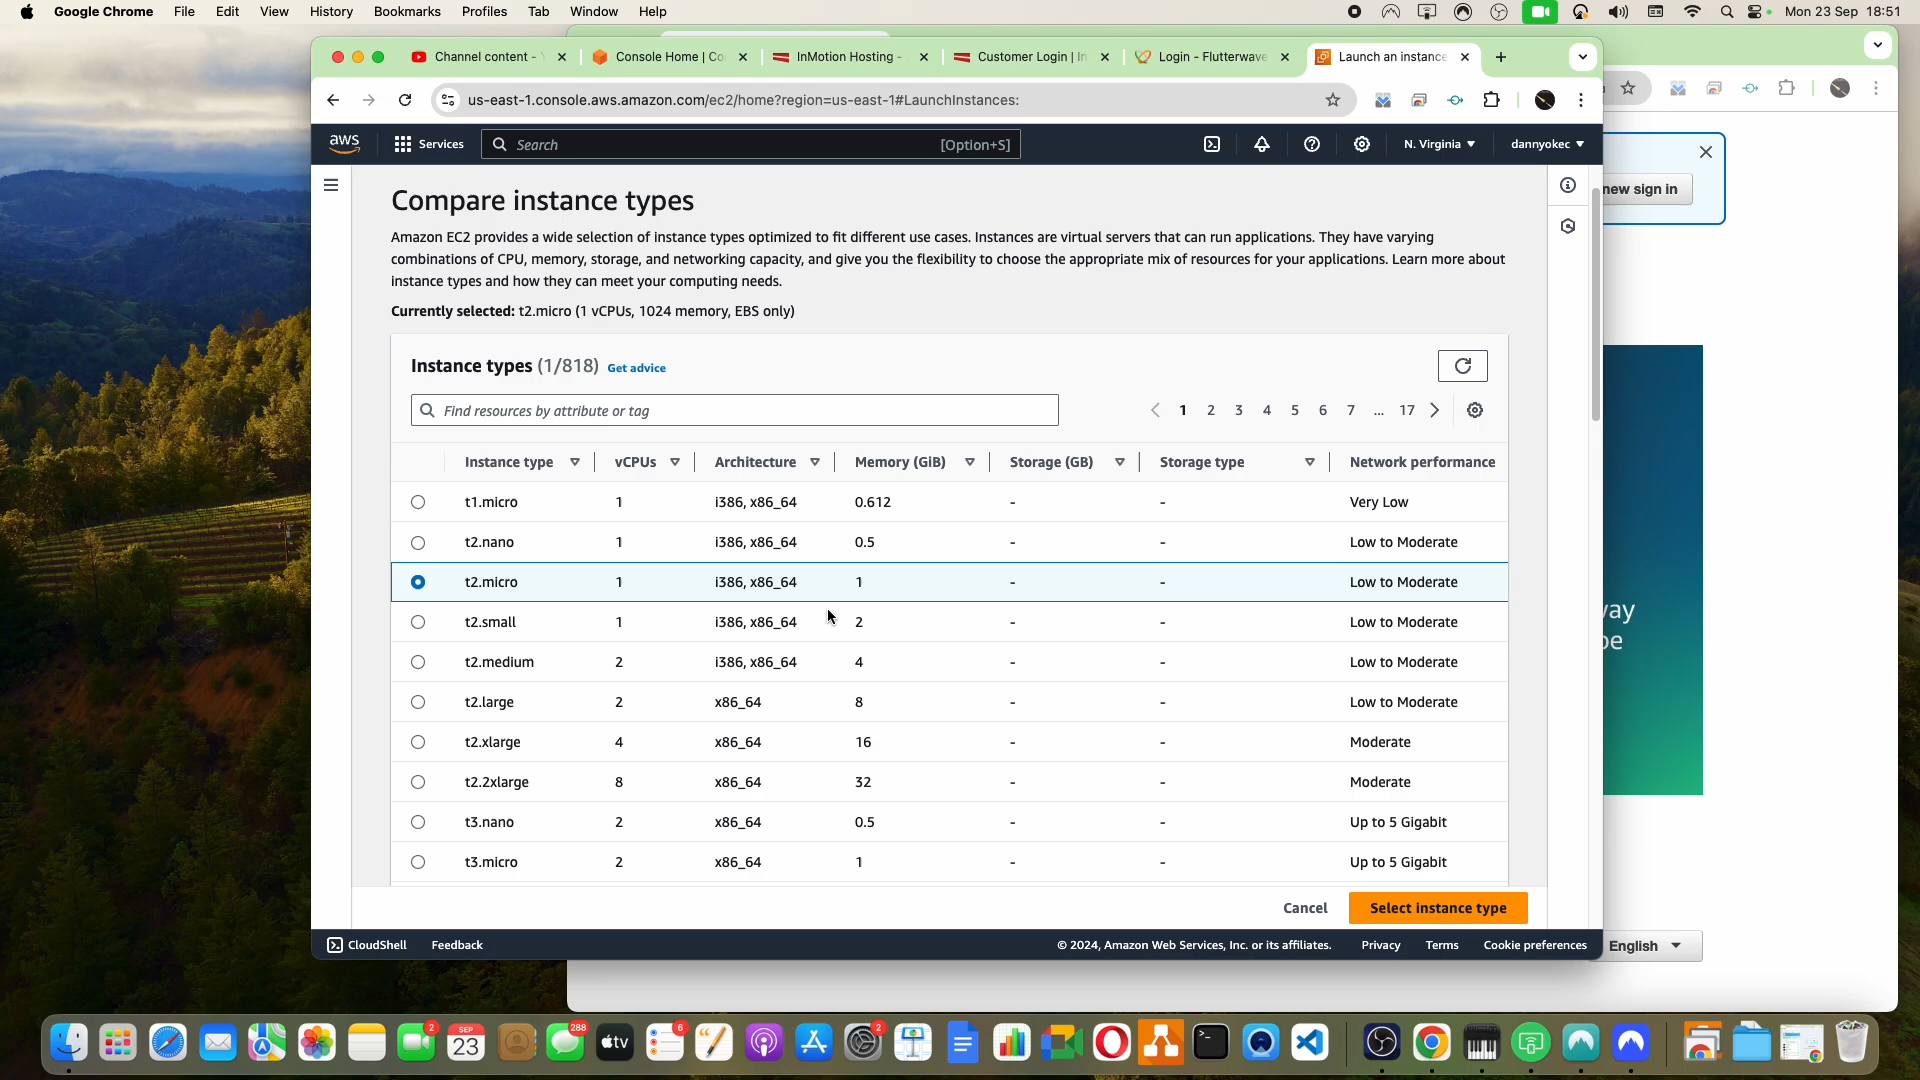 Google Chrome File Edit View History Bookmarks Profiles Tab Window Help Mon 23 Sep 18:51
Channel content - Console Home | Co InMotion Hosting - Customer Login | In Login - Flutterwave Launch an instance
us-east-1.console.aws.amazon.com/ec2/home?region=us-east-1#LaunchInstances:
aws Services Search [Option+S] N. Virginia dannyokec
new sign in
Compare instance types
Amazon EC2 provides a wide selection of instance types optimized to fit different use cases. Instances are virtual servers that can run applications. They have varying
combinations of CPU, memory, storage, and networking capacity, and give you the flexibility to choose the appropriate mix of resources for your applications. Learn more about
instance types and how they can meet your computing needs.
Currently selected: t2.micro (1 vCPUs, 1024 memory, EBS only)
Instance types (1/818) Get advice
Find resources by attribute or tag 1 2 3 4 5 6 7 ... 17
Instance type vCPUs Architecture Memory (GiB) Storage (GB) Storage type Network performance
t1.micro 1 i386, x86_64 0.612 - - Very Low
t2.nano 1 i386, x86_64 0.5 - - Low to Moderate
t2.micro 1 i386, x86_64 1 - - Low to Moderate
t2.small 1 i386, x86_64 2 - - Low to Moderate
t2.medium 2 i386, x86_64 4 - - Low to Moderate
t2.large 2 x86_64 8 - - Low to Moderate
t2.xlarge 4 x86_64 16 - - Moderate
t2.2xlarge 8 x86_64 32 - - Moderate
t3.nano 2 x86_64 0.5 - - Up to 5 Gigabit
t3.micro 2 x86_64 1 - - Up to 5 Gigabit
Cancel Select instance type
CloudShell Feedback © 2024, Amazon Web Services, Inc. or its affiliates. Privacy Terms Cookie preferences
English
2 SEP 23 288 tv 6 2